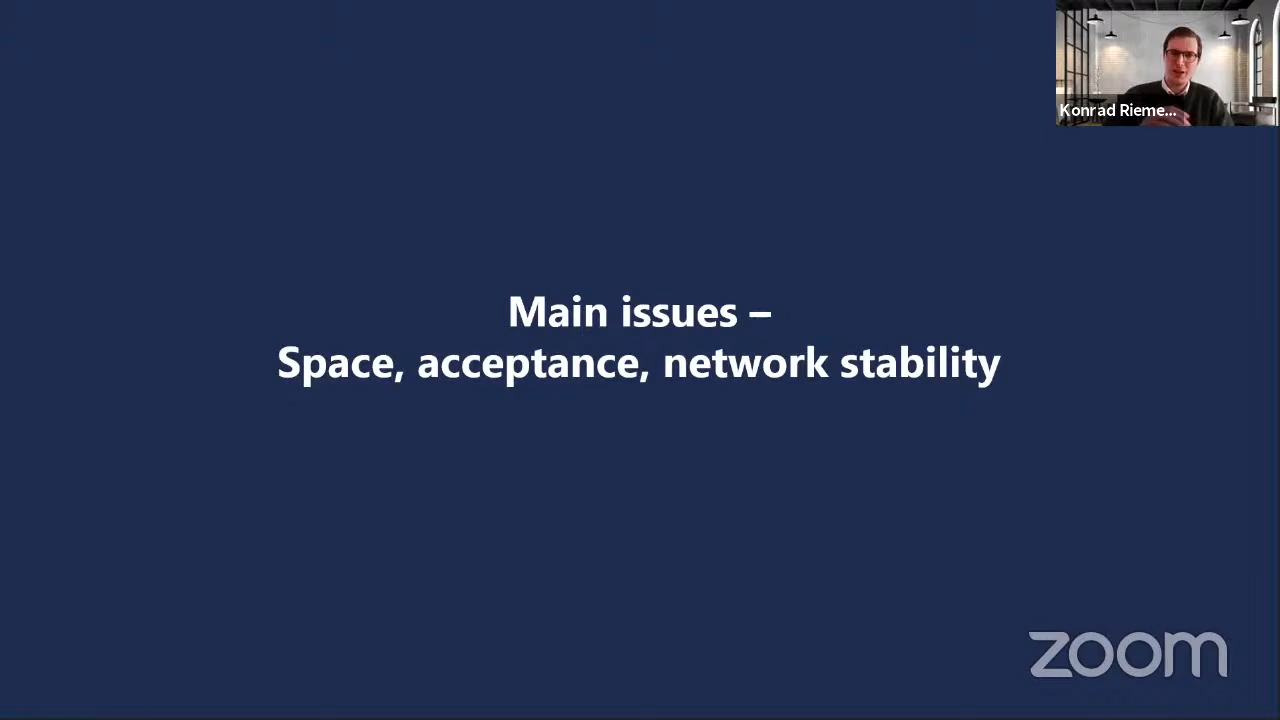 Konrad Rieme...
Main issues –
Space, acceptance, network stability
zoom